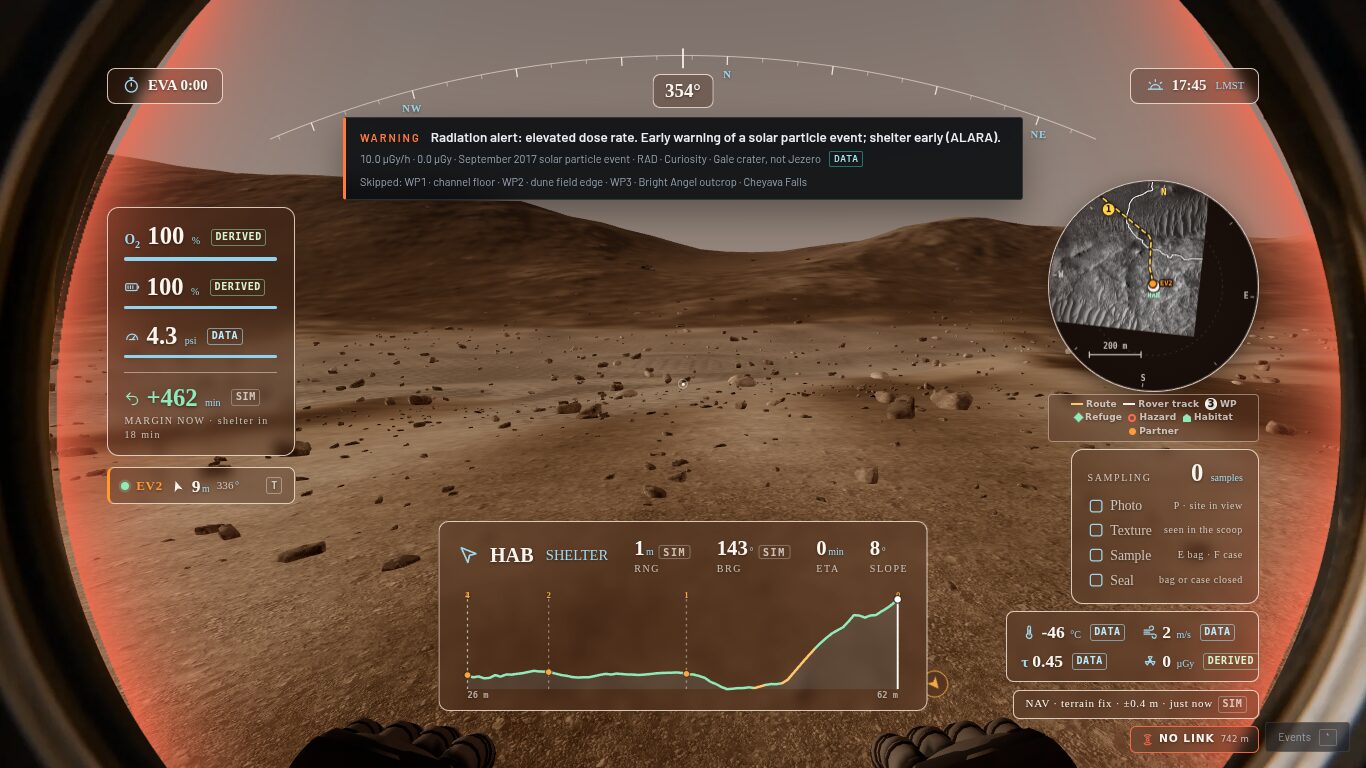 EVA 0:00
354°
N
NW
NE
17:45 LMST
WARNING Radiation alert: elevated dose rate. Early warning of a solar particle event; shelter early (ALARA).
10.0 µGy/h · 0.0 µGy · September 2017 solar particle event · RAD · Curiosity · Gale crater, not Jezero DATA
Skipped: WP1 · channel floor · WP2 · dune field edge · WP3 · Bright Angel outcrop · Cheyava Falls
O2 100 % DERIVED
100 % DERIVED
4.3 psi DATA
+462 min SIM
MARGIN NOW · shelter in
18 min
EV2 9m 336° T
N
1
W
EV2
HAB
E
200 m
S
Route Rover track 3 WP
Refuge Hazard Habitat
Partner
SAMPLING 0 samples
Photo P · site in view
Texture seen in the scoop
Sample E bag · F case
Seal bag or case closed
HAB SHELTER 1m SIM 143° SIM 0min 8°
RNG BRG ETA SLOPE
2 1
26 m 62 m
-46 °C DATA 2 m/s DATA
τ 0.45 DATA 0 µGy DERIVED
NAV · terrain fix · ±0.4 m · just now SIM
NO LINK 742 m
Events